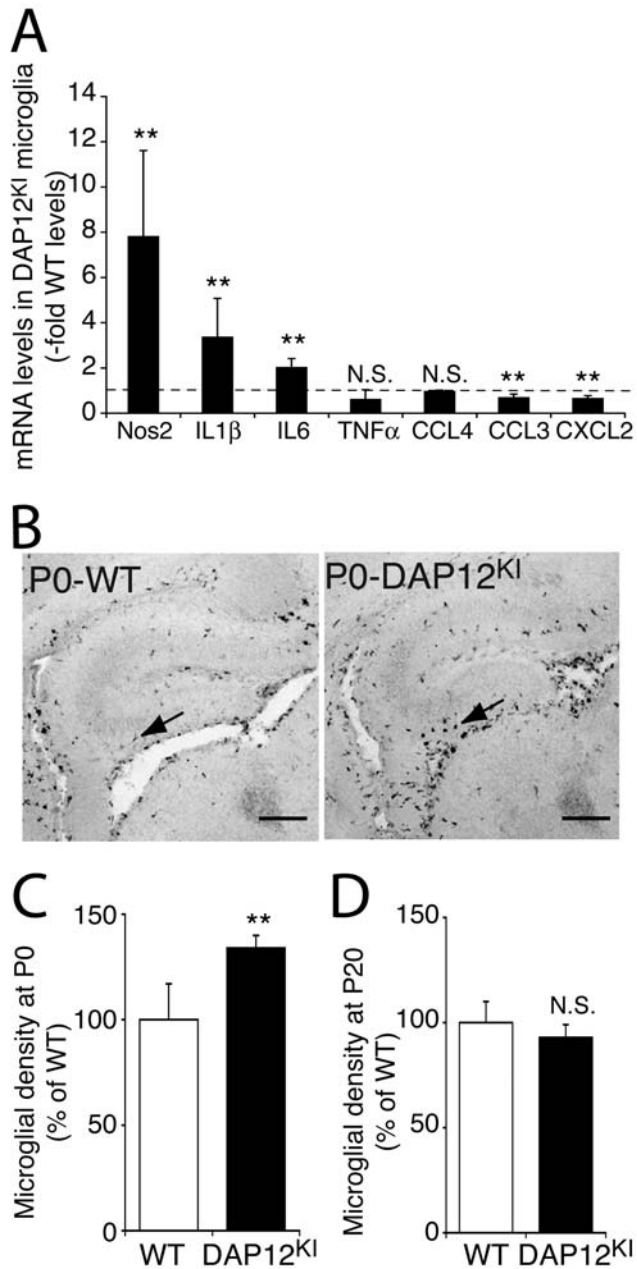 A
mRNA levels in DAP12KI microglia
(-fold WT levels)
14
12
10
8
6
4
2
0
**
**
**
N.S.
N.S.
**
**
Nos2
IL1β
IL6
TNFα
CCL4
CCL3
CXCL2
B
P0-WT
P0-DAP12KI
C
Microglial density at P0
(% of WT)
150
100
50
0
**
WT
DAP12KI
D
Microglial density at P20
(% of WT)
150
100
50
0
N.S.
WT
DAP12KI